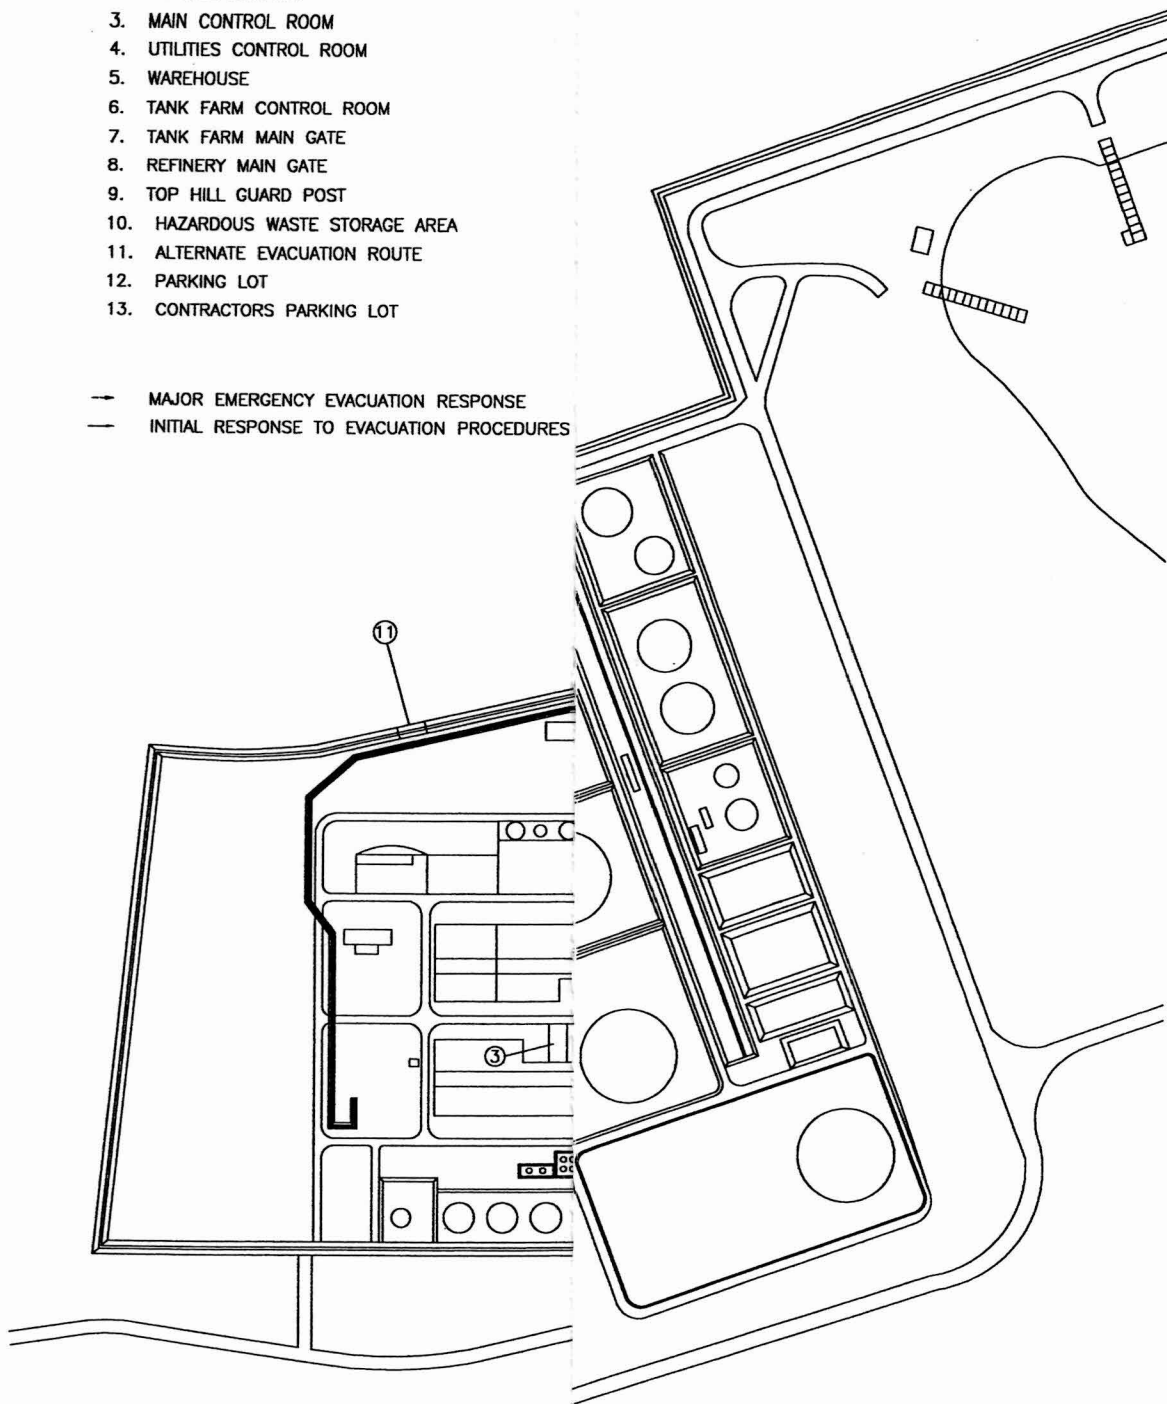 3. MAIN CONTROL ROOM
4. UTILITIES CONTROL ROOM
5. WAREHOUSE
6. TANK FARM CONTROL ROOM
7. TANK FARM MAIN GATE
8. REFINERY MAIN GATE
9. TOP HILL GUARD POST
10. HAZARDOUS WASTE STORAGE AREA
11. ALTERNATE EVACUATION ROUTE
12. PARKING LOT
13. CONTRACTORS PARKING LOT
→ MAJOR EMERGENCY EVACUATION RESPONSE
→ INITIAL RESPONSE TO EVACUATION PROCEDURES
11
3